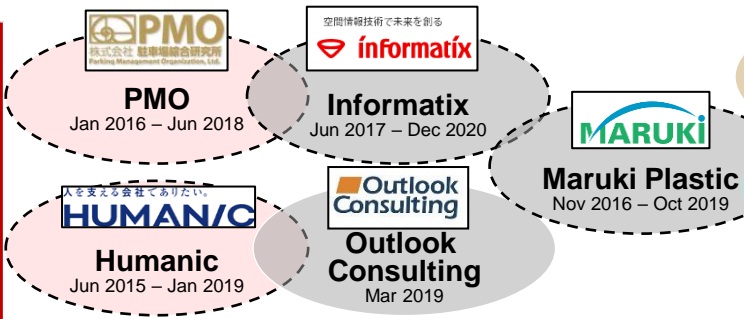 PMO
株式会社 駐車場綜合研究所
Parking Management Organization, Ltd.
PMO
Jan 2016 – Jun 2018
空間情報技術で未来を創る
informatix
Informatix
Jun 2017 – Dec 2020
MARUKI
Maruki Plastic
Nov 2016 – Oct 2019
人を支える会社でありたい。
HUMANIC
Humanic
Jun 2015 – Jan 2019
Outlook
Consulting
Outlook
Consulting
Mar 2019